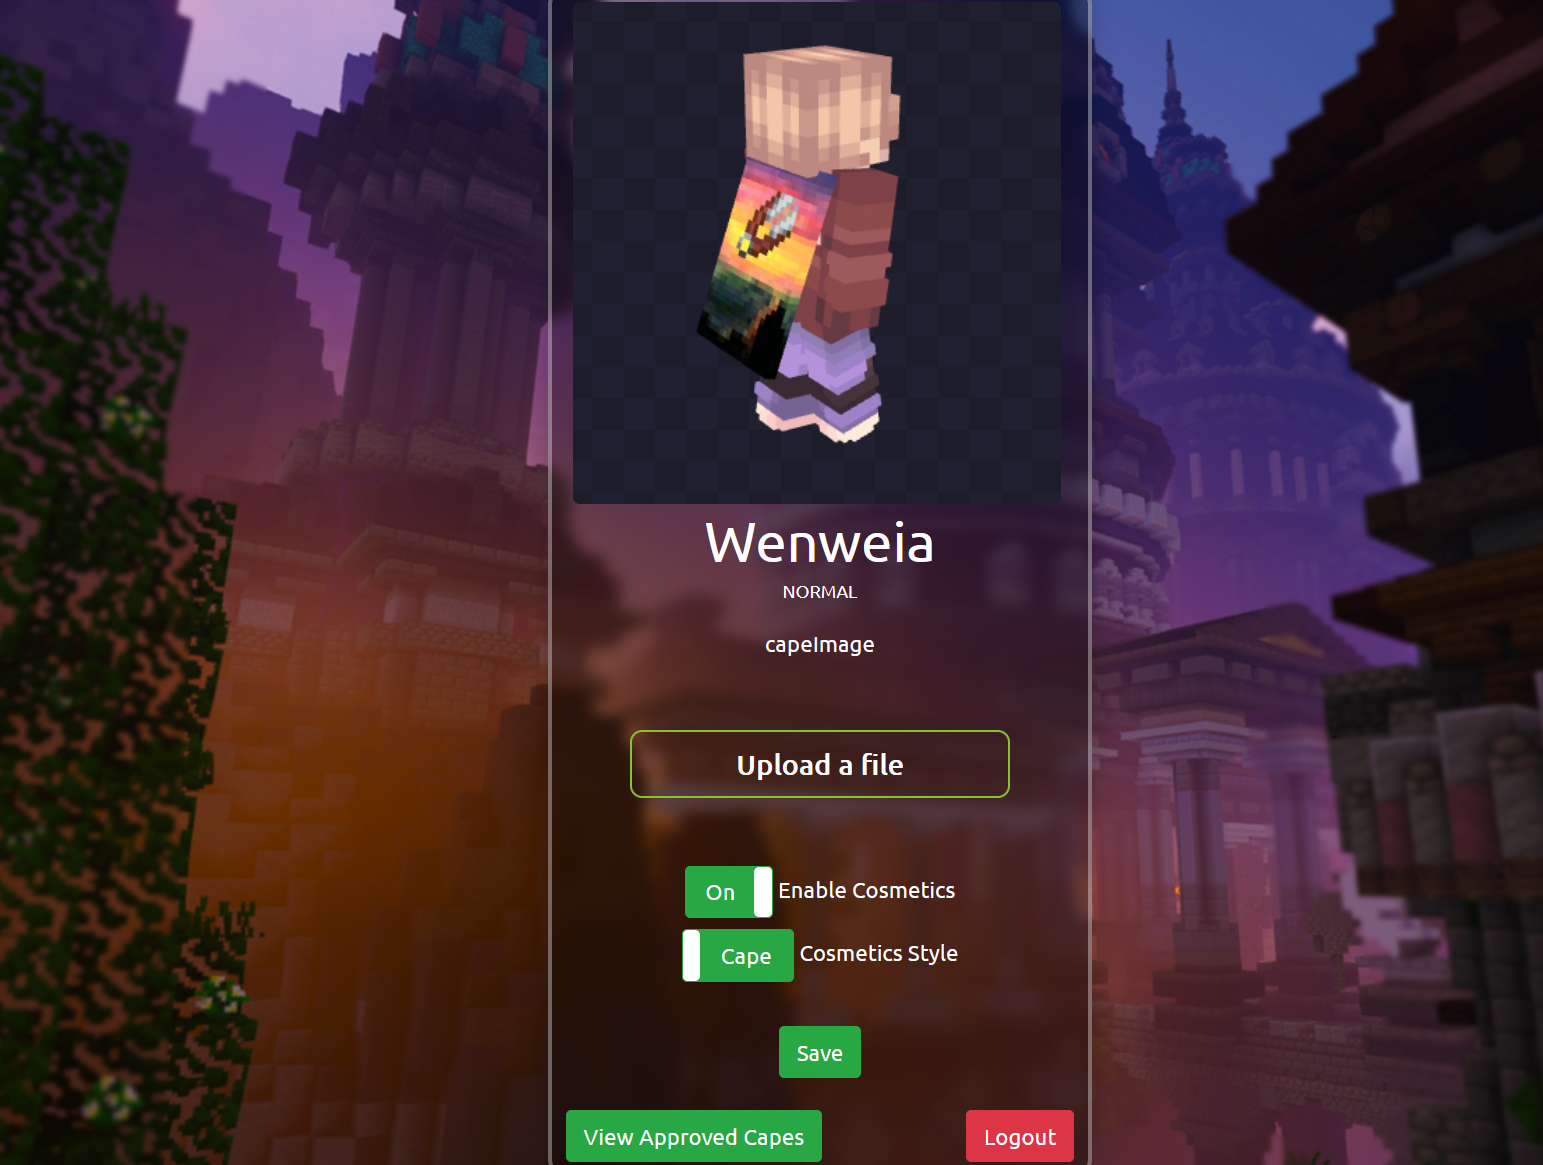 Wenweia
NORMAL
capeImage
Upload a file
On Enable Cosmetics
Cape Cosmetics Style
Save
View Approved Capes Logout